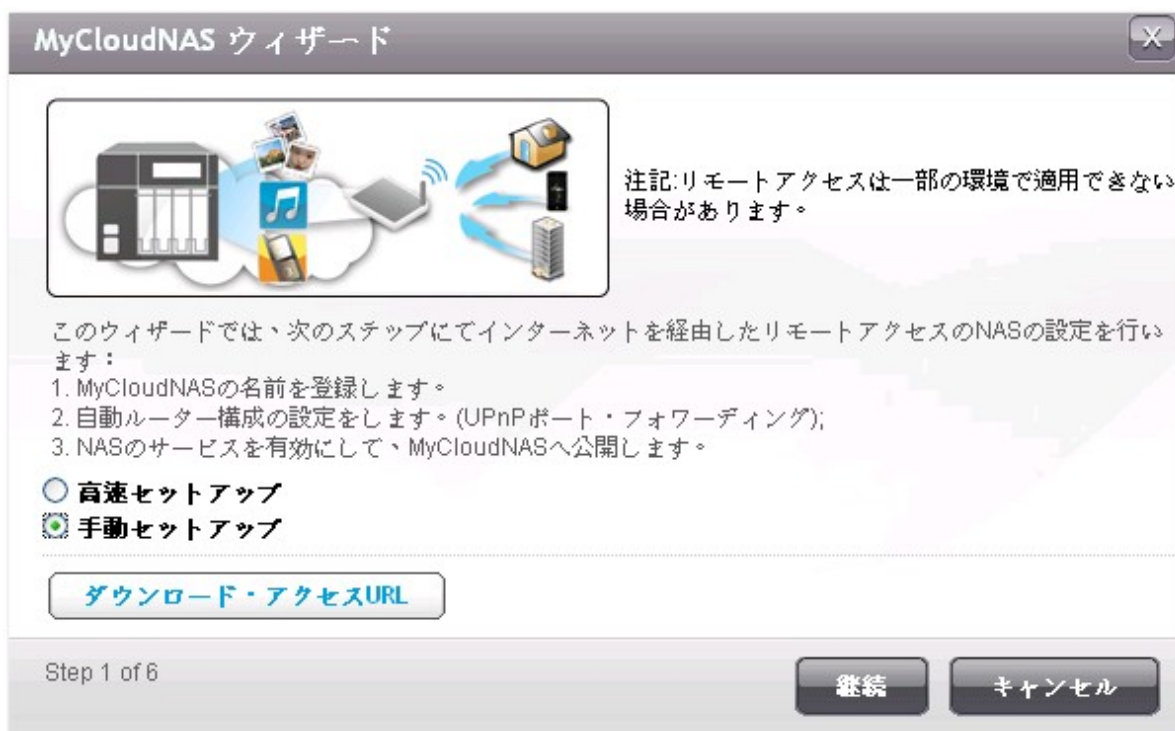 MyCloudNAS ウィザード
X
注記:リモートアクセスは一部の環境で適用できない
場合があります。
このウィザードでは、次のステップにてインターネットを経由したリモートアクセスのNASの設定を行い
ます：
1. MyCloudNASの名前を登録します。
2. 自動ルーター構成の設定をします。(UPnPポート・フォワーディング);
3. NASのサービスを有効にして、MyCloudNASへ公開します。
高速セットアップ
手動セットアップ
ダウンロード・アクセスURL
Step 1 of 6
継続
キャンセル